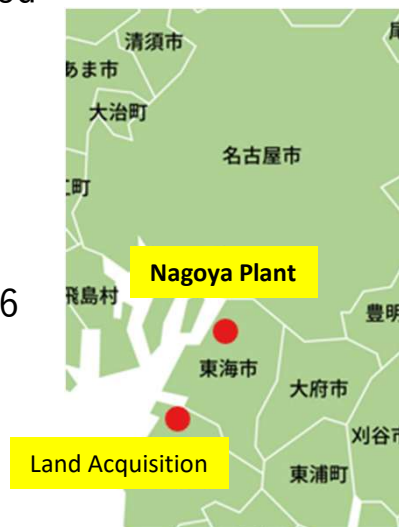 清須市
あま市
大治町
名古屋市
町
Nagoya Plant
6
飛島村
豊明
東海市
大府市
刈谷市
Land Acquisition
東浦町